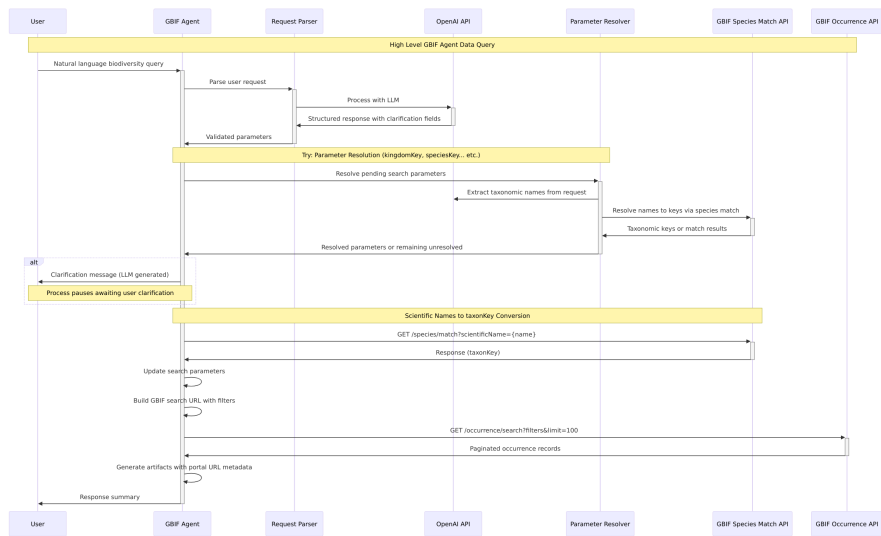 User
GBIF Agent
Request Parser
OpenAI API
Parameter Resolver
GBIF Species Match API
GBIF Occurrence API
High Level GBIF Agent Data Query
Natural language biodiversity query
Parse user request
Process with LLM
Structured response with clarification fields
Validated parameters
Try: Parameter Resolution (kingdomKey, speciesKey... etc.)
Resolve pending search parameters
Extract taxonomic names from request
Resolve names to keys via species match
Taxonomic keys or match results
Resolved parameters or remaining unresolved
alt
Clarification message (LLM generated)
Process pauses awaiting user clarification
Scientific Names to taxonKey Conversion
GET /species/match?scientificName={name}
Response (taxonKey)
Update search parameters
Build GBIF search URL with filters
GET /occurrence/search?filters&limit=100
Paginated occurrence records
Generate artifacts with portal URL metadata
Response summary
User
GBIF Agent
Request Parser
OpenAI API
Parameter Resolver
GBIF Species Match API
GBIF Occurrence API